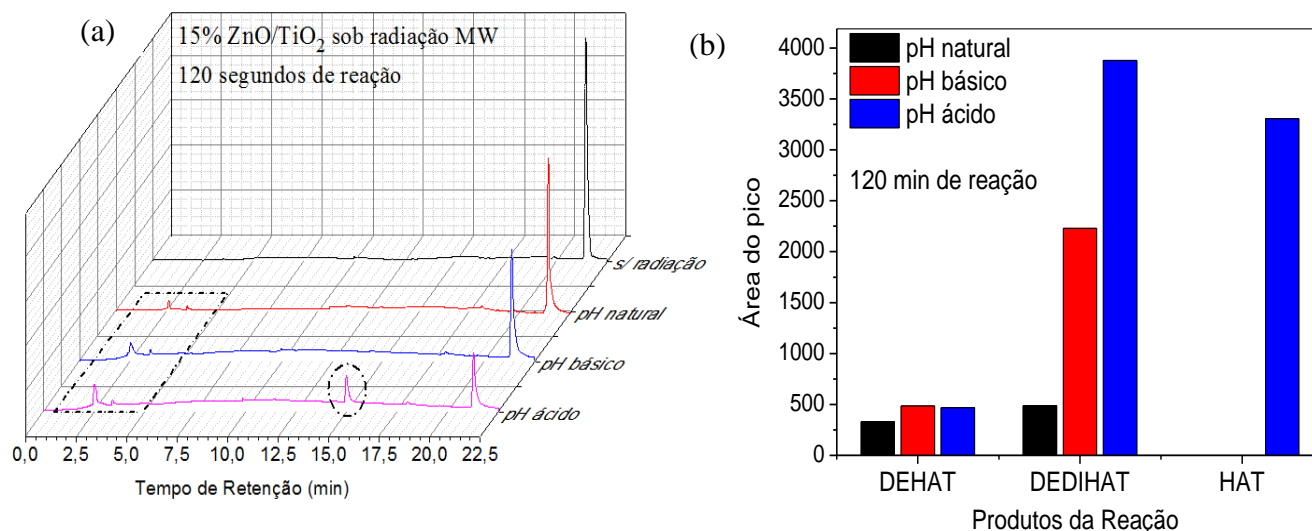 (a)
15% ZnO/TiO2 sob radiação MW
120 segundos de reação
s/ radiação
pH natural
pH básico
pH ácido
0,0 2,5 5,0 7,5 10,0 12,5 15,0 17,5 20,0 22,5
Tempo de Retenção (min)
(b)
4000
3500
3000
2500
2000
1500
1000
500
0
Área do pico
pH natural
pH básico
pH ácido
120 min de reação
DEHAT DEDIHAT HAT
Produtos da Reação